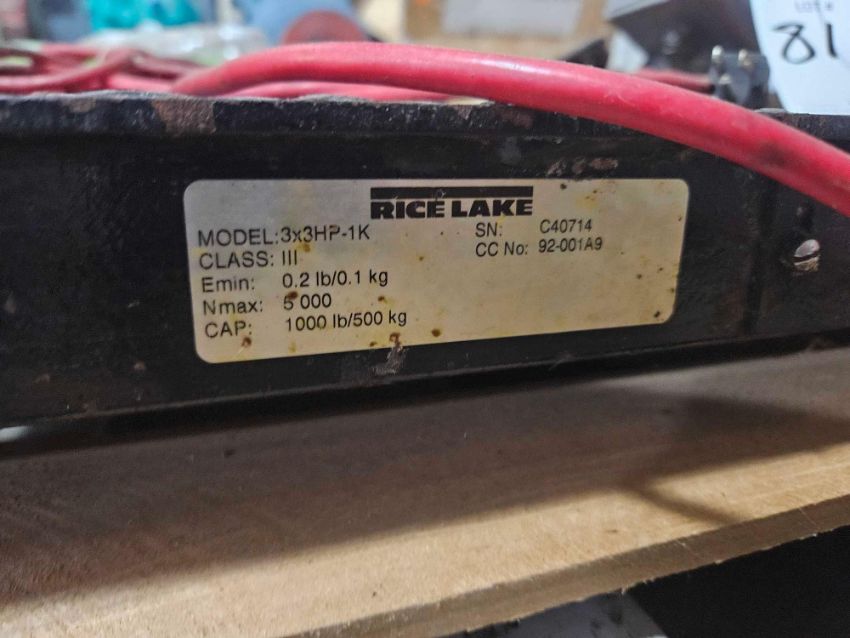 LOT #
81
RICE LAKE
MODEL: 3x3HP-1K
SN: C40714
CLASS: III
CC No: 92-001A9
Emin: 0.2 lb/0.1 kg
Nmax: 5 000
CAP: 1000 lb/500 kg